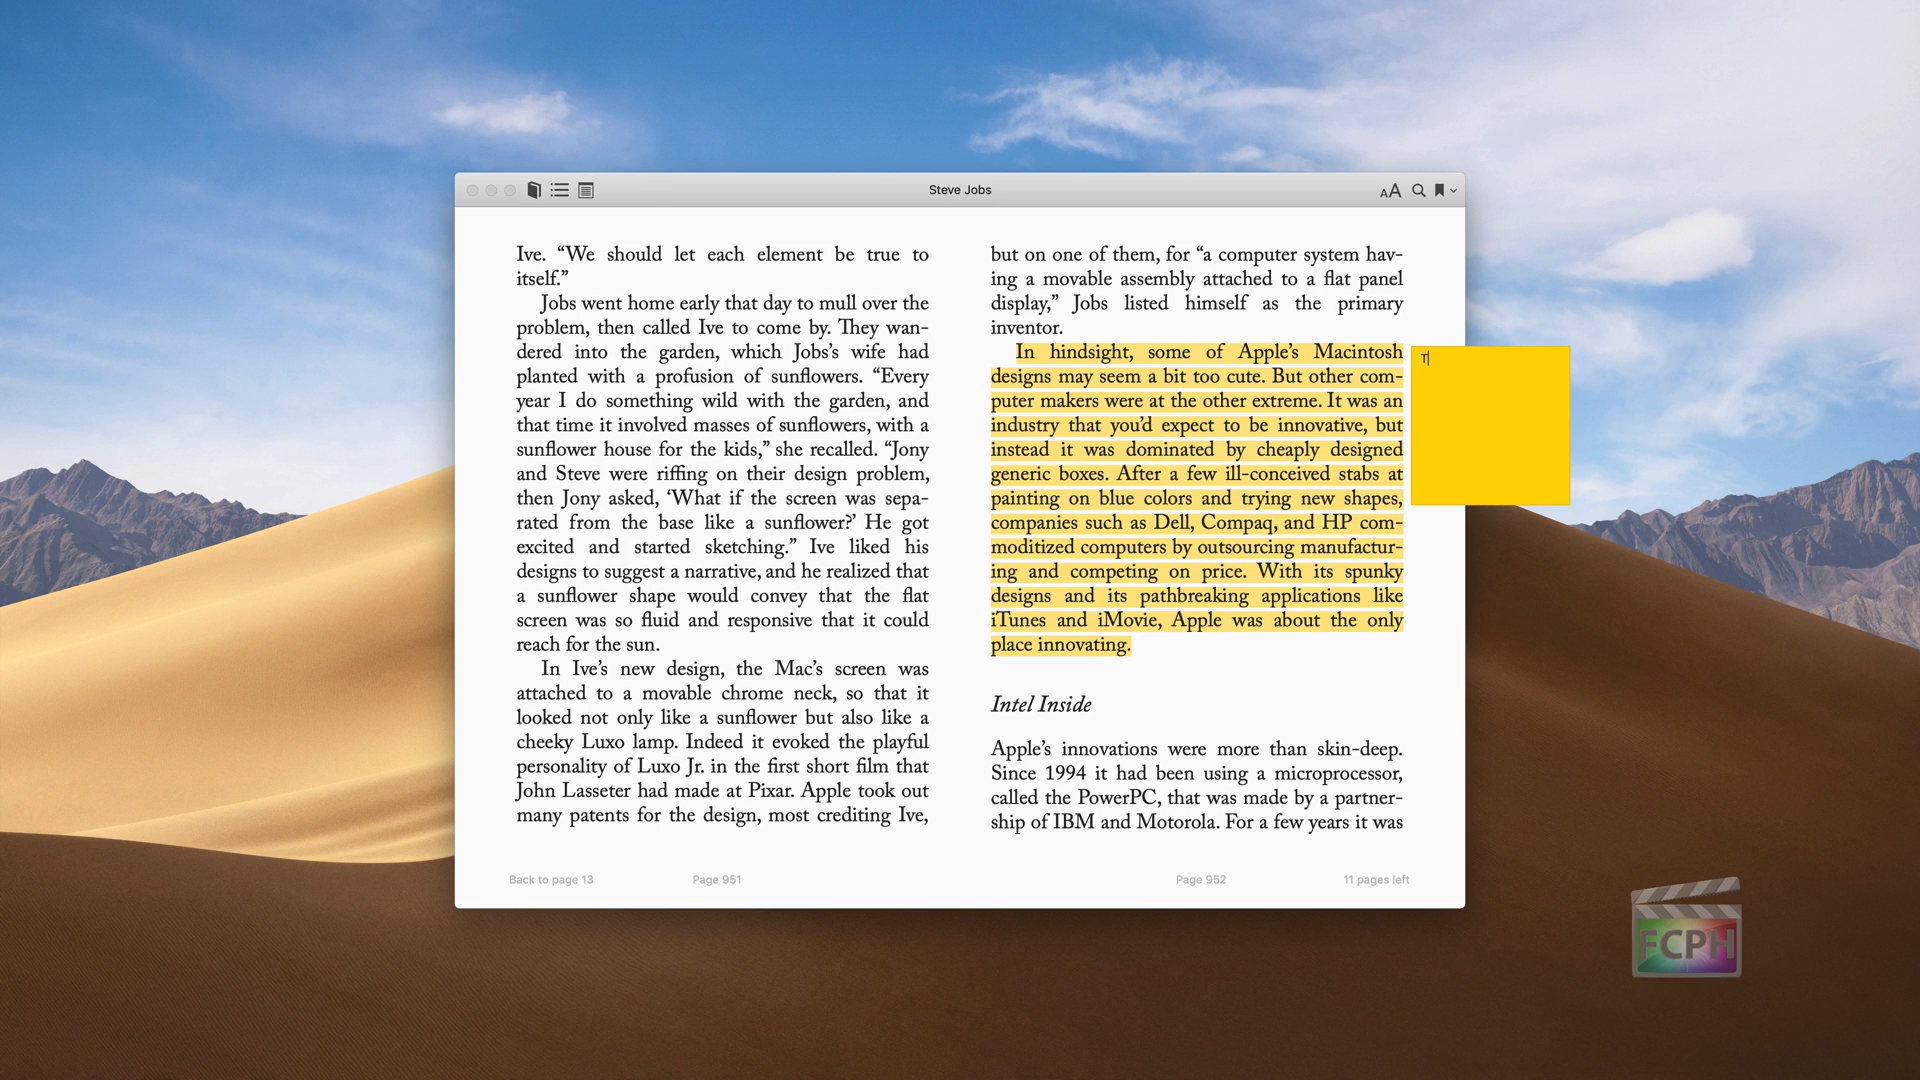 Steve Jobs
AA
Ive. “We should let each element be true to
itself.”
Jobs went home early that day to mull over the
problem, then called Ive to come by. They wan-
dered into the garden, which Jobs’s wife had
planted with a profusion of sunflowers. “Every
year I do something wild with the garden, and
that time it involved masses of sunflowers, with a
sunflower house for the kids,” she recalled. “Jony
and Steve were riffing on their design problem,
then Jony asked, ‘What if the screen was sepa-
rated from the base like a sunflower?’ He got
excited and started sketching.” Ive liked his
designs to suggest a narrative, and he realized that
a sunflower shape would convey that the flat
screen was so fluid and responsive that it could
reach for the sun.
In Ive’s new design, the Mac’s screen was
attached to a movable chrome neck, so that it
looked not only like a sunflower but also like a
cheeky Luxo lamp. Indeed it evoked the playful
personality of Luxo Jr. in the first short film that
John Lasseter had made at Pixar. Apple took out
many patents for the design, most crediting Ive,
but on one of them, for “a computer system hav-
ing a movable assembly attached to a flat panel
display,” Jobs listed himself as the primary
inventor.
In hindsight, some of Apple’s Macintosh
designs may seem a bit too cute. But other com-
puter makers were at the other extreme. It was an
industry that you’d expect to be innovative, but
instead it was dominated by cheaply designed
generic boxes. After a few ill-conceived stabs at
painting on blue colors and trying new shapes,
companies such as Dell, Compaq, and HP com-
moditized computers by outsourcing manufactur-
ing and competing on price. With its spunky
designs and its pathbreaking applications like
iTunes and iMovie, Apple was about the only
place innovating.
Intel Inside
Apple’s innovations were more than skin-deep.
Since 1994 it had been using a microprocessor,
called the PowerPC, that was made by a partner-
ship of IBM and Motorola. For a few years it was
T
Back to page 13
Page 951
Page 952
11 pages left
FCPH